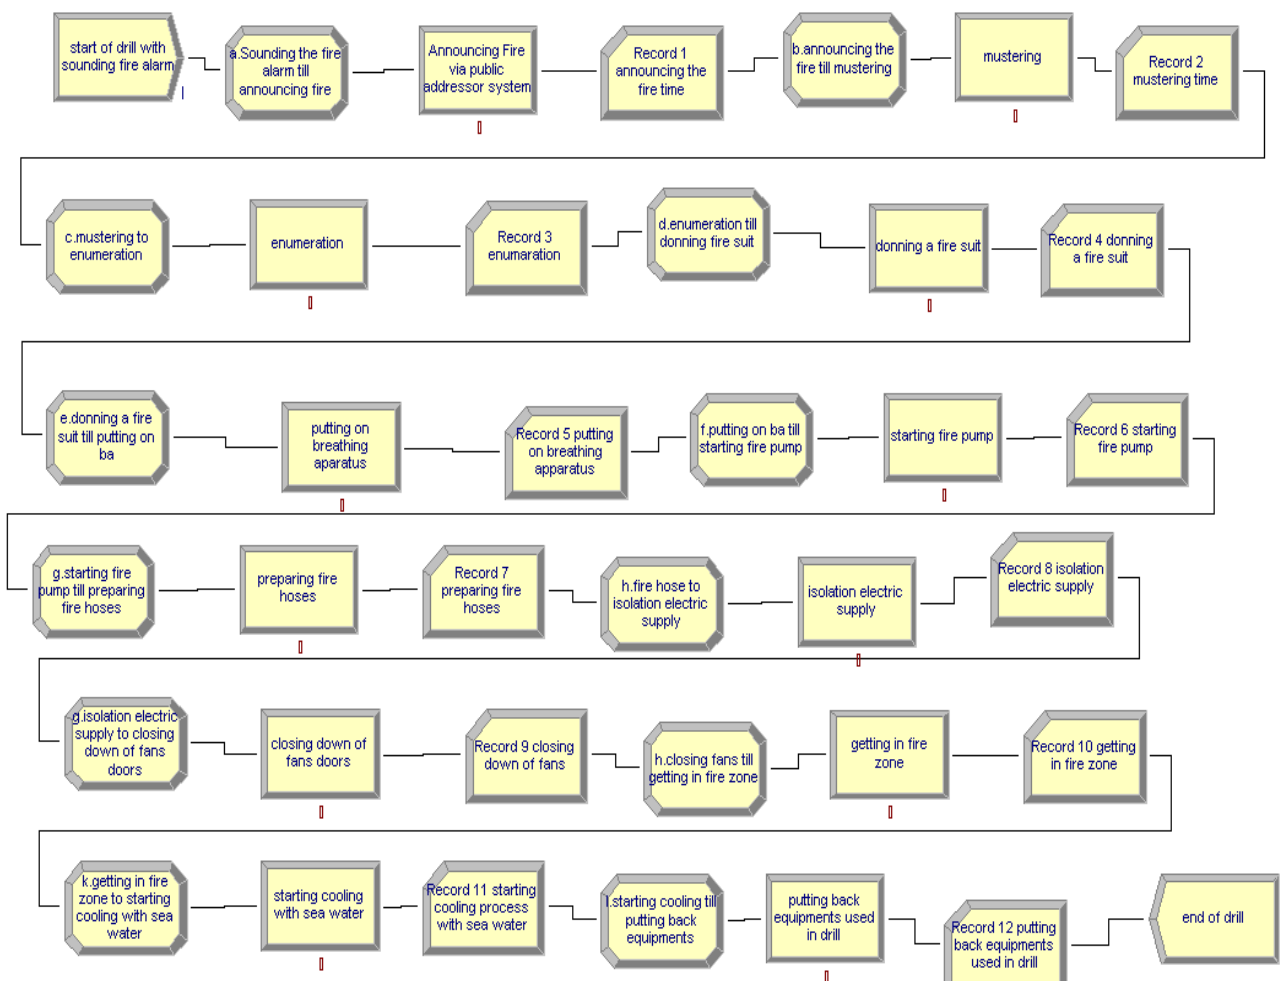 start of drill with
sounding fire alarm
a.Sounding the fire
alarm till
announcing fire
Announcing Fire
via public
addressor system
Record 1
announcing the
fire time
b.announcing the
fire till mustering
mustering
Record 2
mustering time
c.mustering to
enumeration
enumeration
Record 3
enumaration
d.enumeration till
donning fire suit
donning a fire suit
Record 4 donning
a fire suit
e.donning a fire
suit till putting on
ba
putting on
breathing
aparatus
Record 5 putting
on breathing
apparatus
f.putting on ba till
starting fire pump
starting fire pump
Record 6 starting
fire pump
g.starting fire
pump till preparing
fire hoses
preparing fire
hoses
Record 7
preparing fire
hoses
h.fire hose to
isolation electric
supply
isolation electric
supply
Record 8 isolation
electric supply
g.isolation electric
supply to closing
down of fans
doors
closing down of
fans doors
Record 9 closing
down of fans
h.closing fans till
getting in fire zone
getting in fire
zone
Record 10 getting
in fire zone
k.getting in fire
zone to starting
cooling with sea
water
starting cooling
with sea water
Record 11 starting
cooling process
with sea water
l.starting cooling till
putting back
equipments
putting back
equipments used
in drill
Record 12 putting
back equipments
used in drill
end of drill